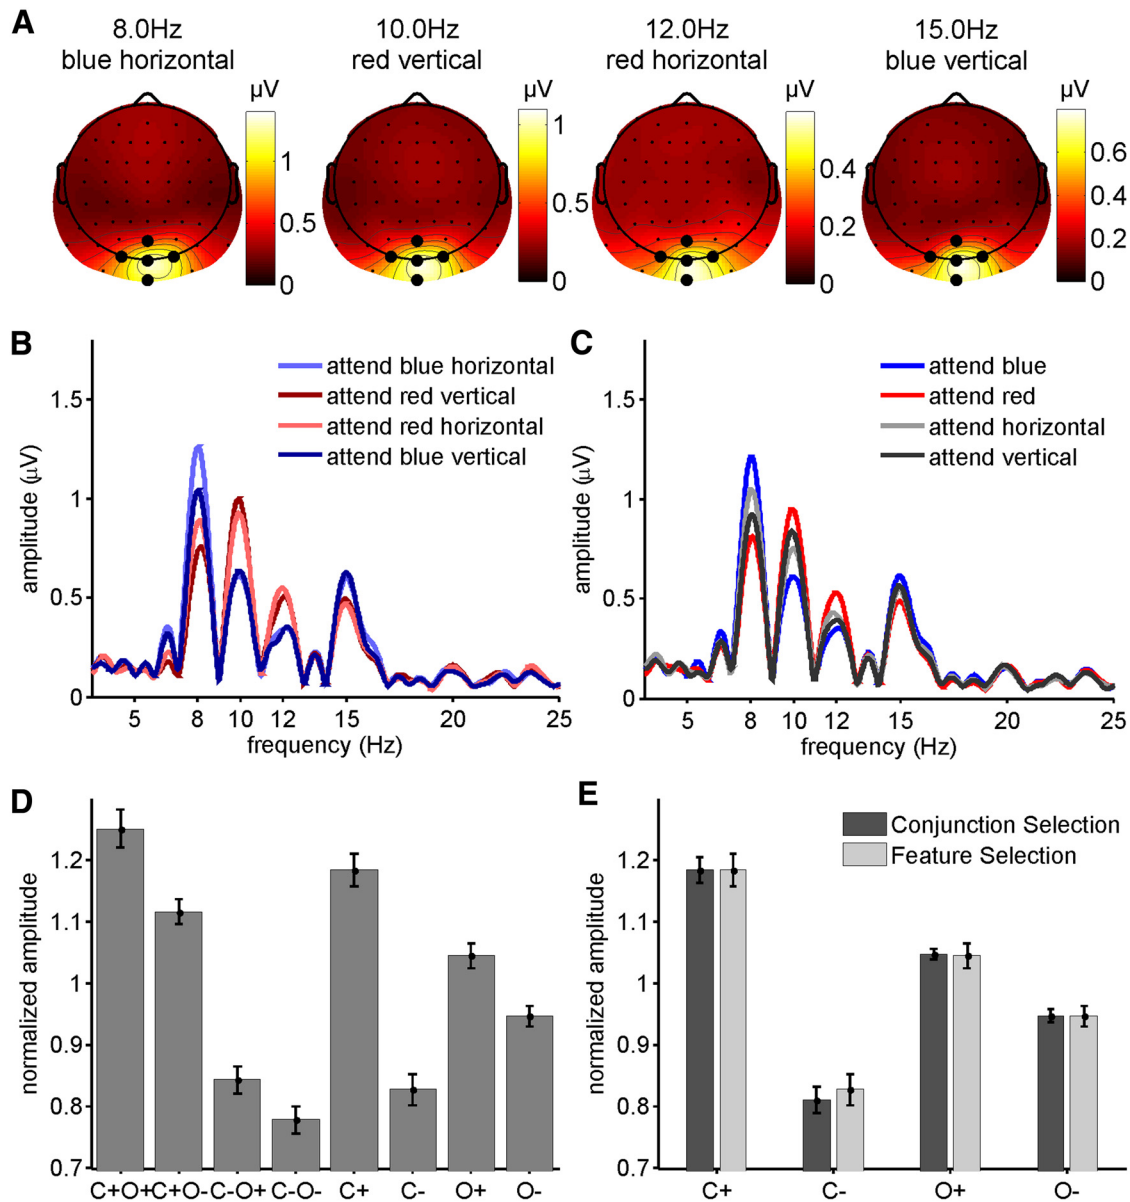 A
8.0Hz
blue horizontal
10.0Hz
red vertical
12.0Hz
red horizontal
15.0Hz
blue vertical
µV
1
0.5
0
µV
1
0.5
0
µV
0.4
0.2
0
µV
0.6
0.4
0.2
0
B
attend blue horizontal
attend red vertical
attend red horizontal
attend blue vertical
amplitude (µV)
1.5
1
0.5
0
5 8 10 12 15 20 25
frequency (Hz)
C
attend blue
attend red
attend horizontal
attend vertical
amplitude (µV)
1.5
1
0.5
0
5 8 10 12 15 20 25
frequency (Hz)
D
normalized amplitude
1.2
1.1
1
0.9
0.8
0.7
C+O+ C+O- C-O+ C-O- C+ C- O+ O-
E
Conjunction Selection
Feature Selection
normalized amplitude
1.2
1.1
1
0.9
0.8
0.7
C+ C- O+ O-